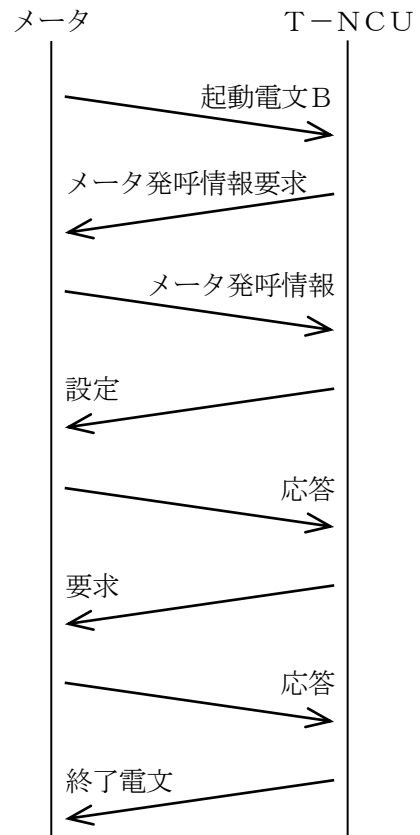 メータ　Ｔ－ＮＣＵ
起動電文Ｂ
メータ発呼情報要求
メータ発呼情報
設定
応答
要求
応答
終了電文